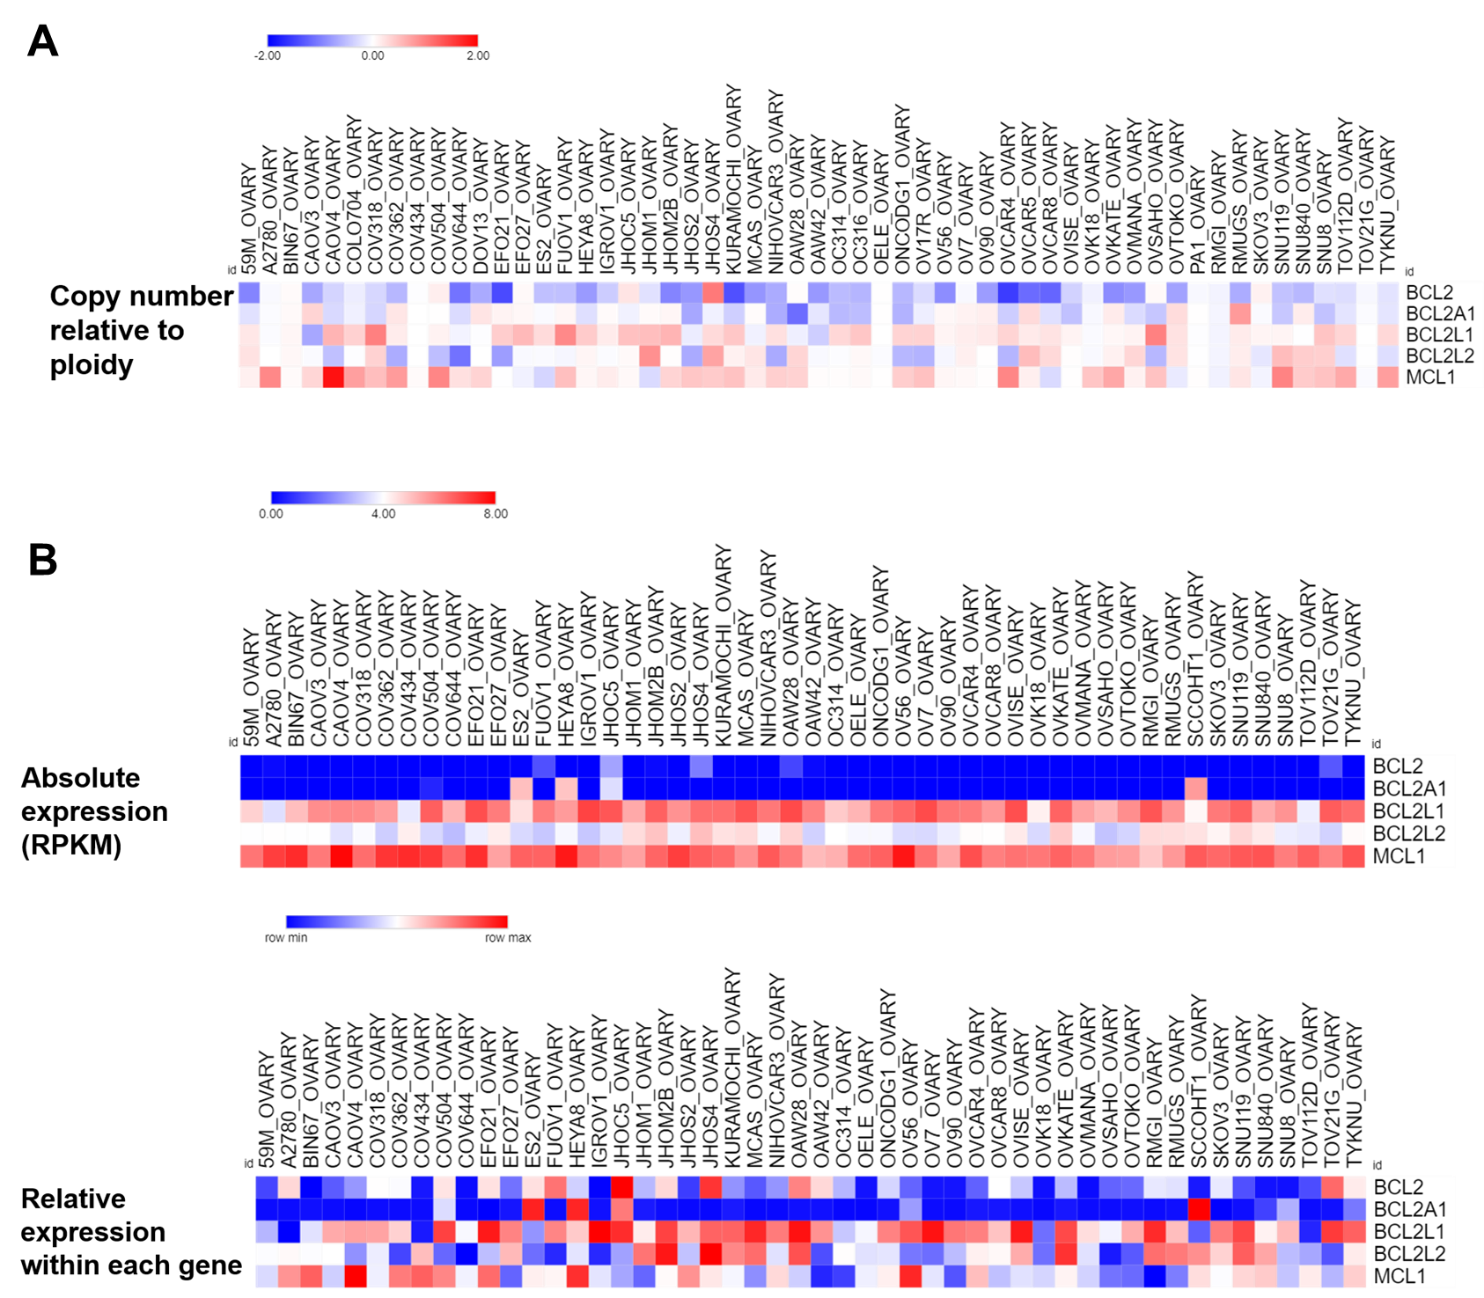 A
-2.00 0.00 2.00
id 59M_OVARY A2780_OVARY BIN67_OVARY CAOV3_OVARY CAOV4_OVARY COLO704_OVARY COV318_OVARY COV362_OVARY COV434_OVARY COV504_OVARY COV644_OVARY DOV13_OVARY EFO21_OVARY EFO27_OVARY ES2_OVARY FUOV1_OVARY HEYA8_OVARY IGROV1_OVARY JHOC5_OVARY JHOM1_OVARY JHOM2B_OVARY JHOS2_OVARY JHOS4_OVARY KURAMOCHI_OVARY MCAS_OVARY NIHOVCAR3_OVARY OAW28_OVARY OAW42_OVARY OC314_OVARY OC316_OVARY OELE_OVARY ONCODG1_OVARY OV17R_OVARY OV56_OVARY OV7_OVARY OV90_OVARY OVCAR4_OVARY OVCAR5_OVARY OVCAR8_OVARY OVISE_OVARY OVK18_OVARY OVKATE_OVARY OVMANA_OVARY OVSAHO_OVARY OVTOKO_OVARY PA1_OVARY RMGI_OVARY RMUGS_OVARY SKOV3_OVARY SNU119_OVARY SNU840_OVARY SNU8_OVARY TOV112D_OVARY TOV21G_OVARY TYKNU_OVARY id
Copy number
relative to
ploidy
BCL2
BCL2A1
BCL2L1
BCL2L2
MCL1
0.00 4.00 8.00
B
id 59M_OVARY A2780_OVARY BIN67_OVARY CAOV3_OVARY CAOV4_OVARY COV318_OVARY COV362_OVARY COV434_OVARY COV504_OVARY COV644_OVARY EFO21_OVARY EFO27_OVARY ES2_OVARY FUOV1_OVARY HEYA8_OVARY IGROV1_OVARY JHOC5_OVARY JHOM1_OVARY JHOM2B_OVARY JHOS2_OVARY JHOS4_OVARY KURAMOCHI_OVARY MCAS_OVARY NIHOVCAR3_OVARY OAW28_OVARY OAW42_OVARY OC314_OVARY OELE_OVARY ONCODG1_OVARY OV56_OVARY OV7_OVARY OV90_OVARY OVCAR4_OVARY OVCAR8_OVARY OVISE_OVARY OVK18_OVARY OVKATE_OVARY OVMANA_OVARY OVSAHO_OVARY OVTOKO_OVARY RMGI_OVARY RMUGS_OVARY SCCOHT1_OVARY SKOV3_OVARY SNU119_OVARY SNU840_OVARY SNU8_OVARY TOV112D_OVARY TOV21G_OVARY TYKNU_OVARY id
Absolute
expression
(RPKM)
BCL2
BCL2A1
BCL2L1
BCL2L2
MCL1
row min row max
id 59M_OVARY A2780_OVARY BIN67_OVARY CAOV3_OVARY CAOV4_OVARY COV318_OVARY COV362_OVARY COV434_OVARY COV504_OVARY COV644_OVARY EFO21_OVARY EFO27_OVARY ES2_OVARY FUOV1_OVARY HEYA8_OVARY IGROV1_OVARY JHOC5_OVARY JHOM1_OVARY JHOM2B_OVARY JHOS2_OVARY JHOS4_OVARY KURAMOCHI_OVARY MCAS_OVARY NIHOVCAR3_OVARY OAW28_OVARY OAW42_OVARY OC314_OVARY OELE_OVARY ONCODG1_OVARY OV56_OVARY OV7_OVARY OV90_OVARY OVCAR4_OVARY OVCAR8_OVARY OVISE_OVARY OVK18_OVARY OVKATE_OVARY OVMANA_OVARY OVSAHO_OVARY OVTOKO_OVARY RMGI_OVARY RMUGS_OVARY SCCOHT1_OVARY SKOV3_OVARY SNU119_OVARY SNU840_OVARY SNU8_OVARY TOV112D_OVARY TOV21G_OVARY TYKNU_OVARY id
Relative
expression
within each gene
BCL2
BCL2A1
BCL2L1
BCL2L2
MCL1